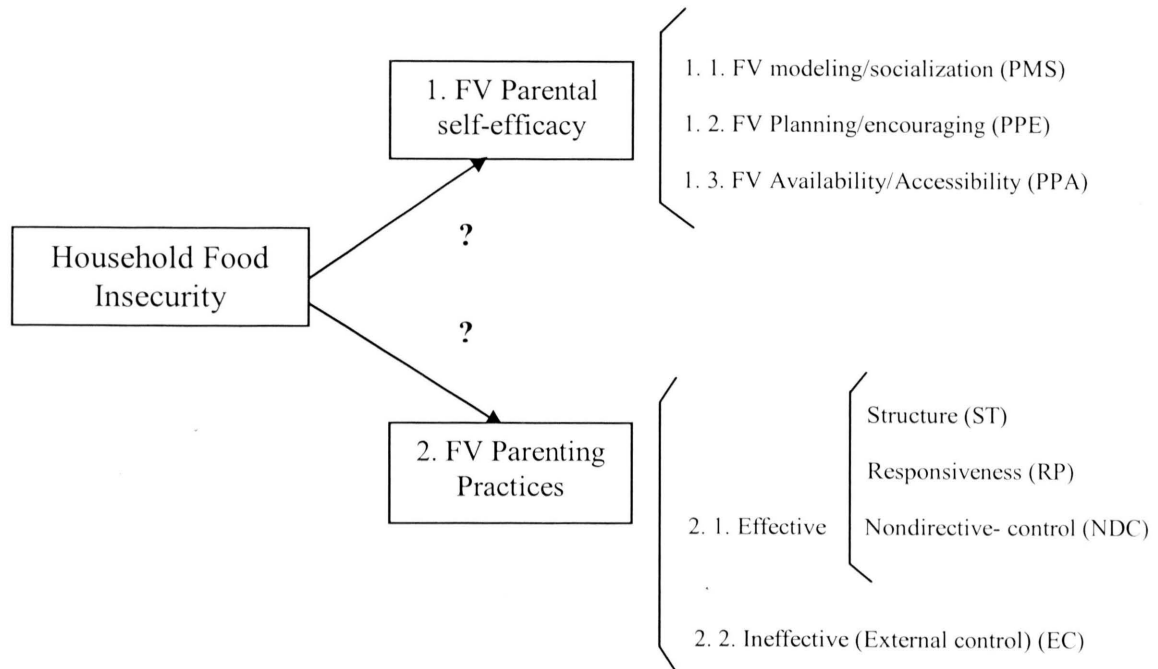 1. FV Parental
self-efficacy
1. 1. FV modeling/socialization (PMS)
1. 2. FV Planning/encouraging (PPE)
1. 3. FV Availability/Accessibility (PPA)
?
Household Food
Insecurity
?
2. FV Parenting
Practices
2. 1. Effective
Structure (ST)
Responsiveness (RP)
Nondirective- control (NDC)
2. 2. Ineffective (External control) (EC)